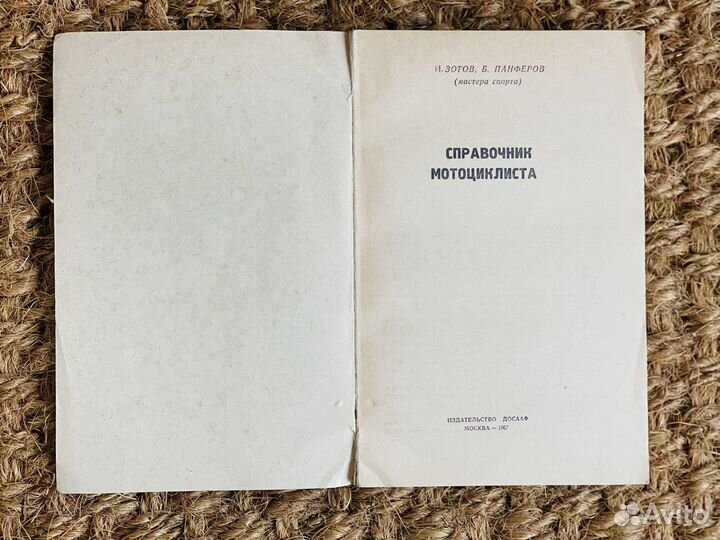 И. ЗОТОВ, Б. ПАНФЕРОВ
(мастера спорта)
СПРАВОЧНИК
МОТОЦИКЛИСТА
ИЗДАТЕЛЬСТВО ДОСААФ
МОСКВА — 1967
Avito